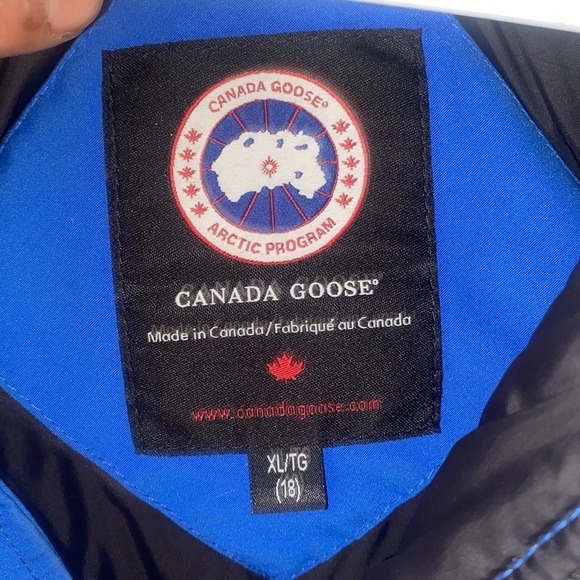 CANADA GOOSE®
ARCTIC PROGRAM
CANADA GOOSE®
Made in Canada/Fabriqué au Canada
www.canadagoose.com
XL/TG
(18)